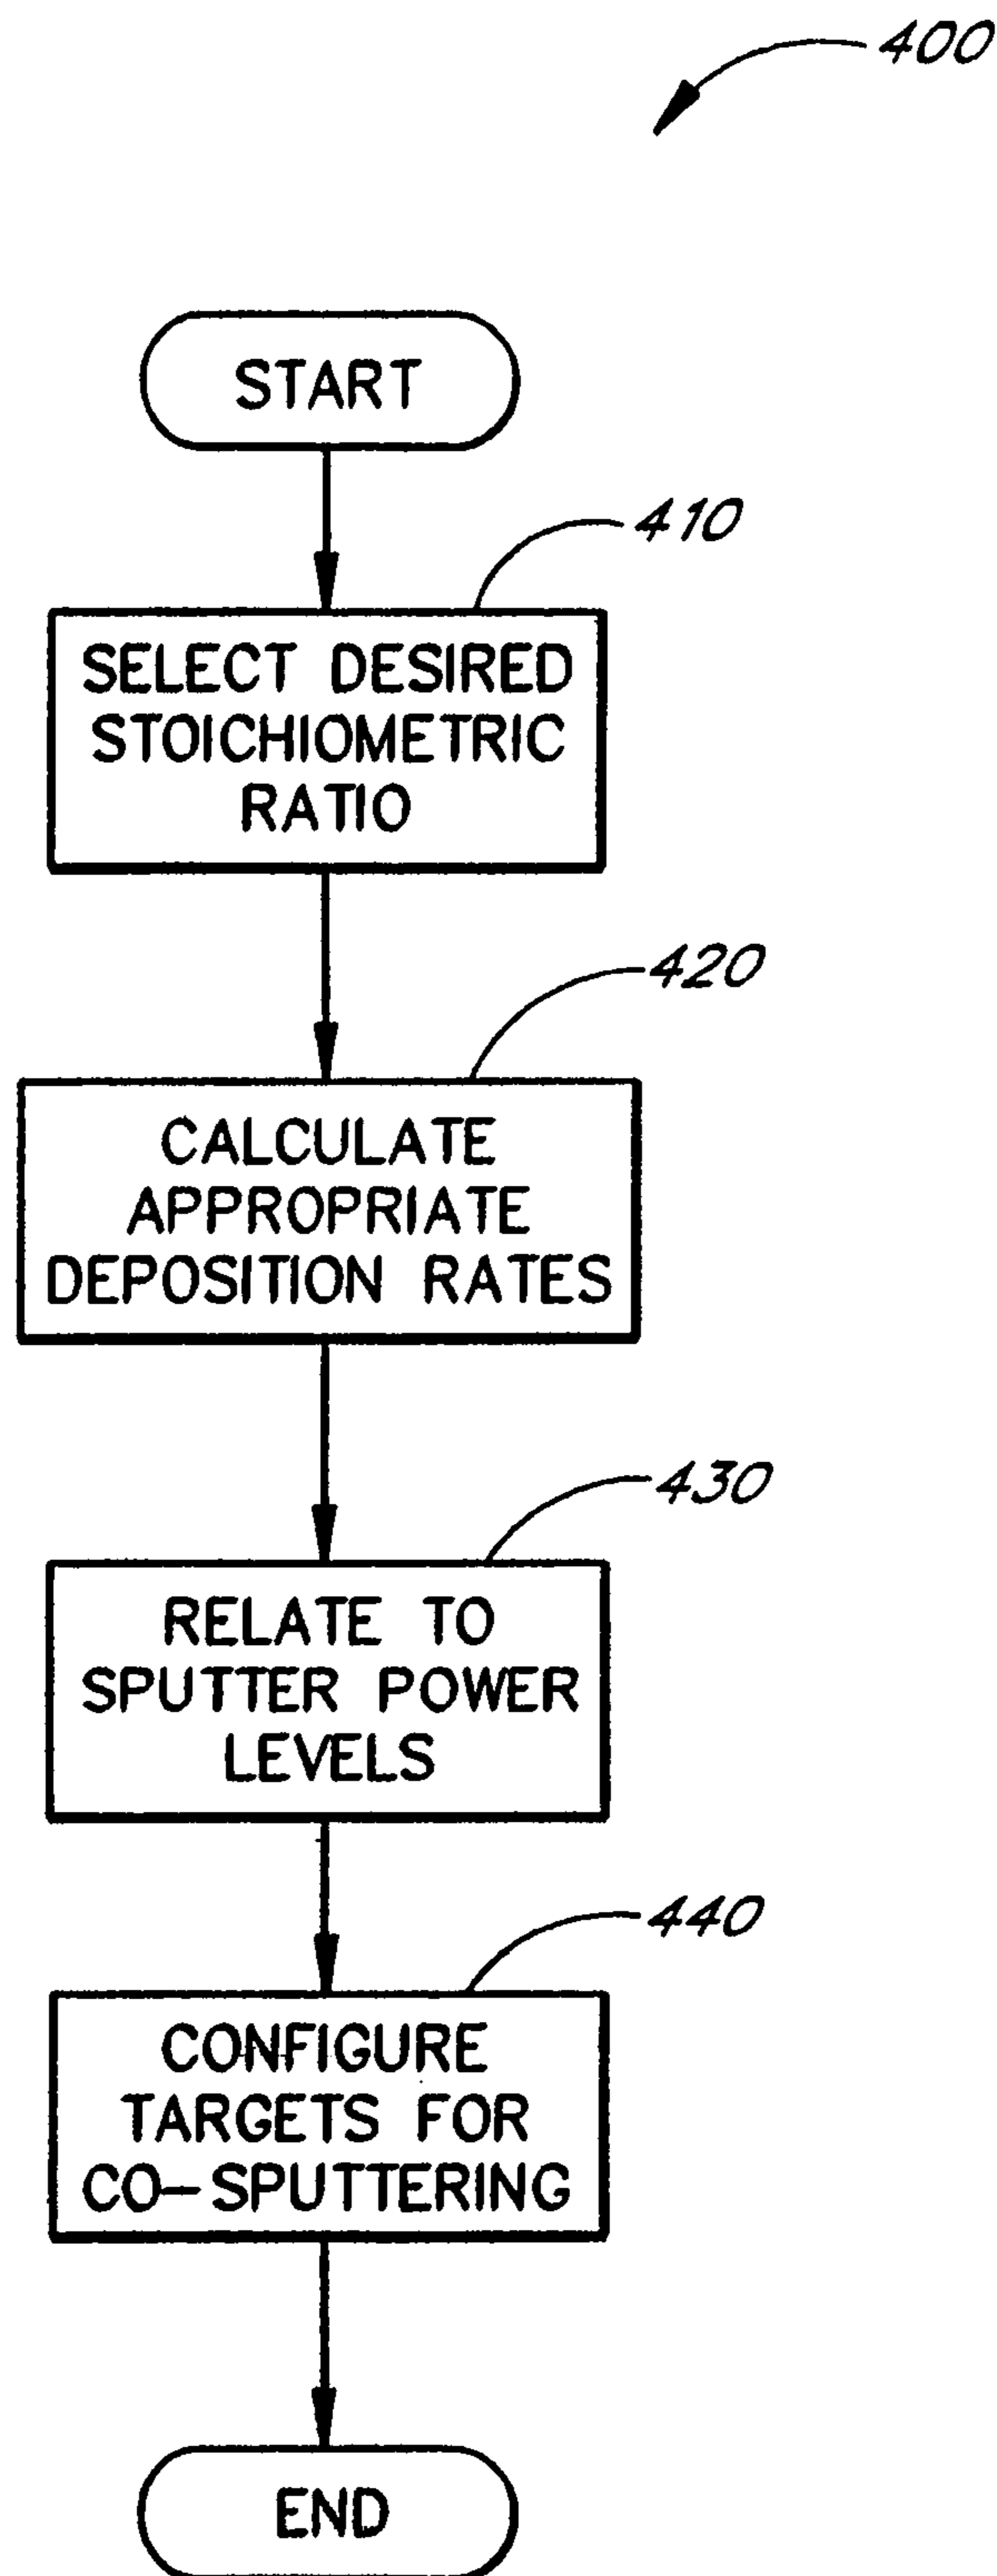 400
START
410
SELECT DESIRED
STOICHIOMETRIC
RATIO
420
CALCULATE
APPROPRIATE
DEPOSITION RATES
430
RELATE TO
SPUTTER POWER
LEVELS
440
CONFIGURE
TARGETS FOR
CO-SPUTTERING
END